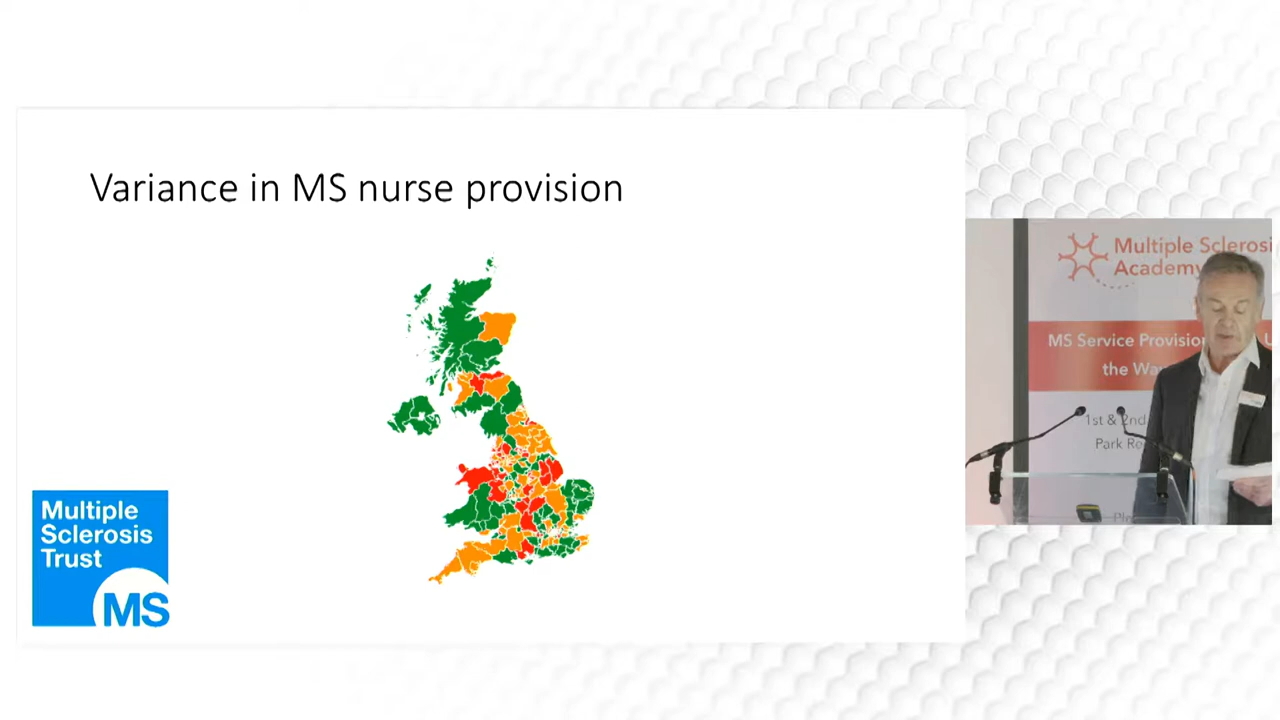 Variance in MS nurse provision
Multiple
Sclerosis
Trust
MS
Multiple Sclerosi
Academy
MS Service Provision
the Wa
1st & 2nd
Park Re